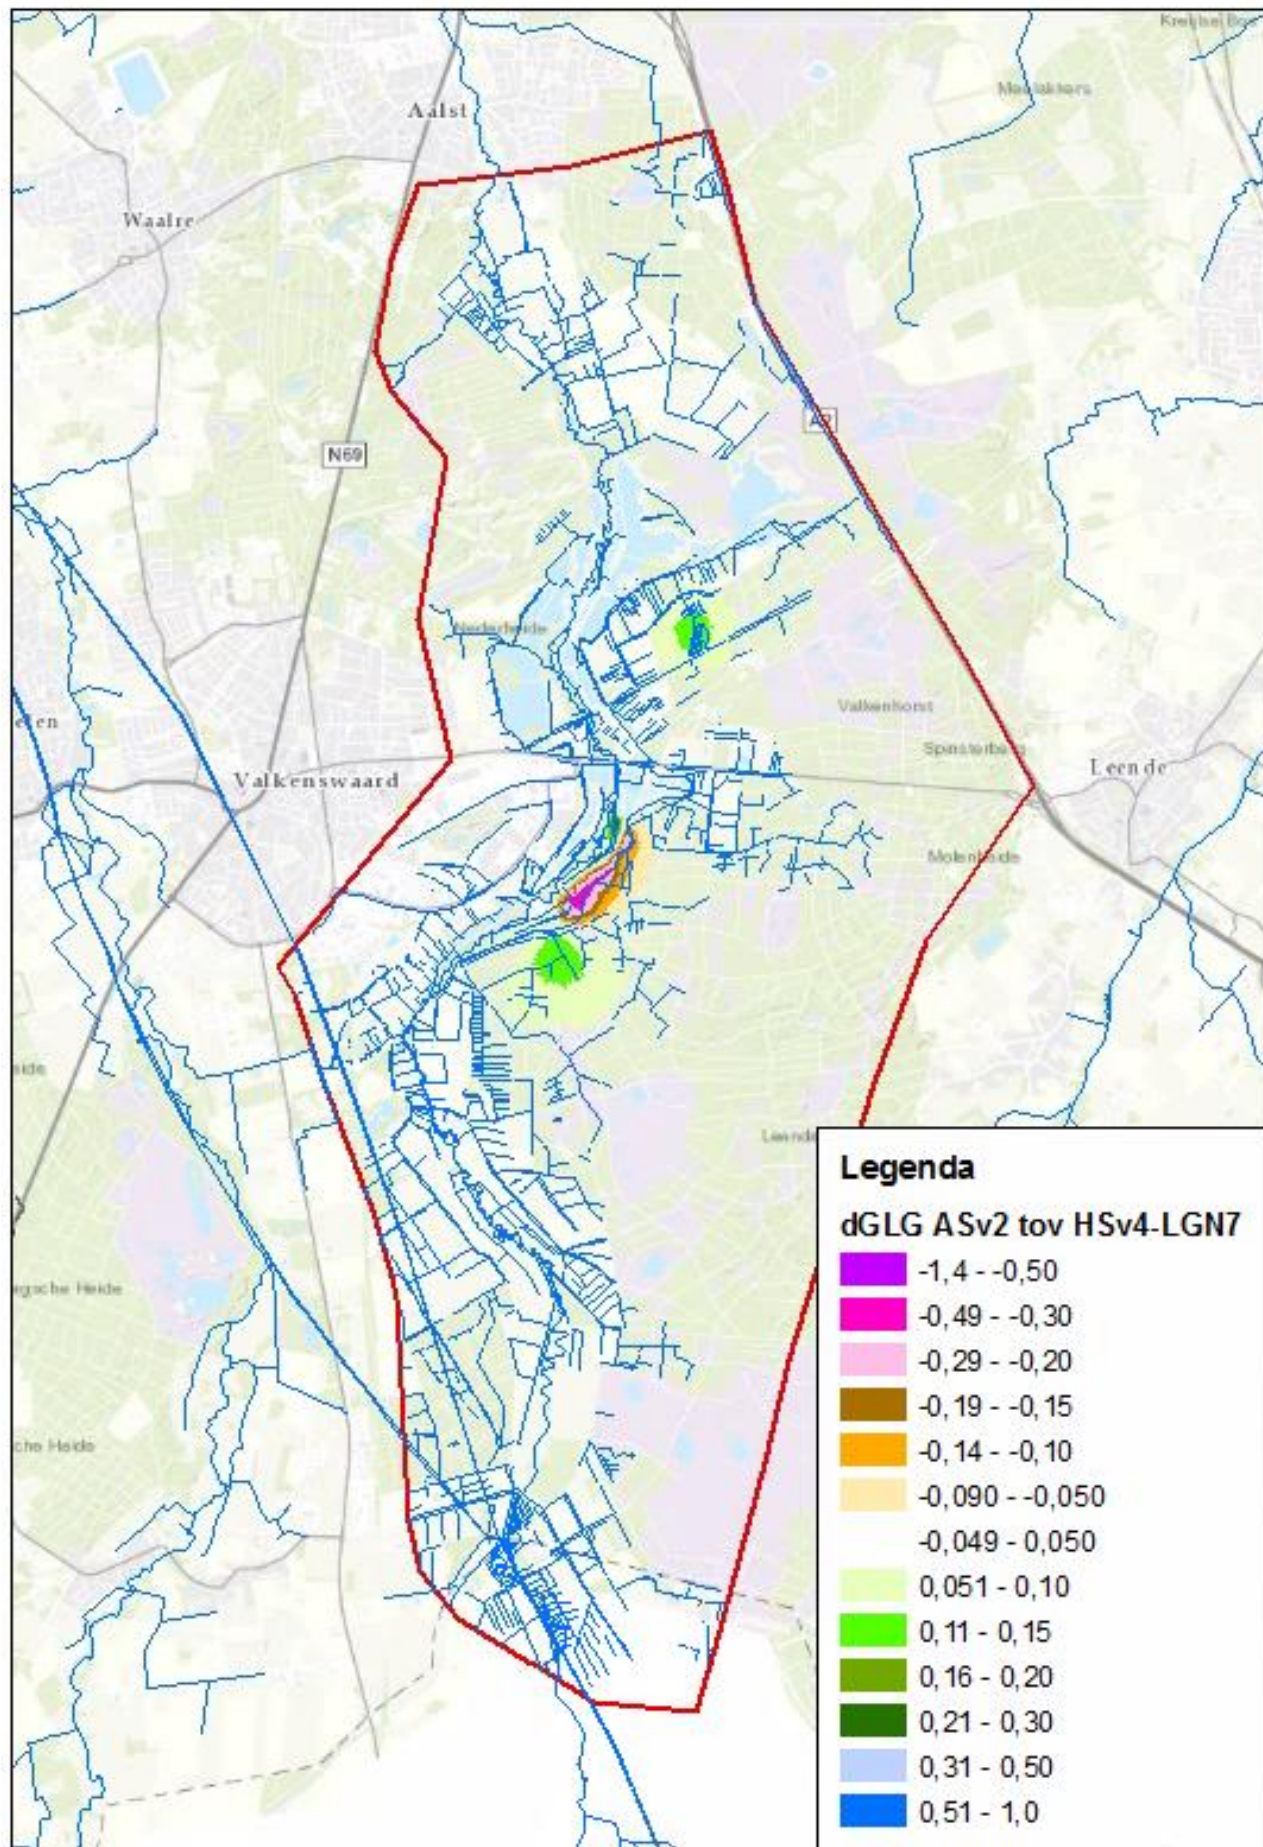 Aalst
Meelakkers
Waalre
N69
A2
Nederheide
Valkenhorst
Spinsterberg
Leende
Valkenswaard
Molenheide
Legenda
dGLG ASv2 tov HSv4-LGN7
-1,4 - -0,50
-0,49 - -0,30
-0,29 - -0,20
-0,19 - -0,15
-0,14 - -0,10
-0,090 - -0,050
-0,049 - 0,050
0,051 - 0,10
0,11 - 0,15
0,16 - 0,20
0,21 - 0,30
0,31 - 0,50
0,51 - 1,0